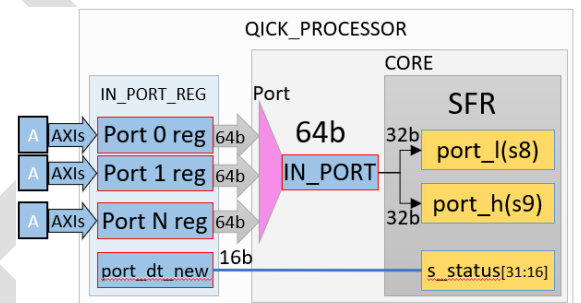 QICK_PROCESSOR
CORE
IN_PORT_REG
Port
SFR
A AXIs Port 0 reg 64b
64b
32b
port_l(s8)
A AXIs Port 1 reg 64b
IN_PORT
A AXIs Port N reg 64b
32b
port_h(s9)
port_dt_new
16b
s_status[31:16]